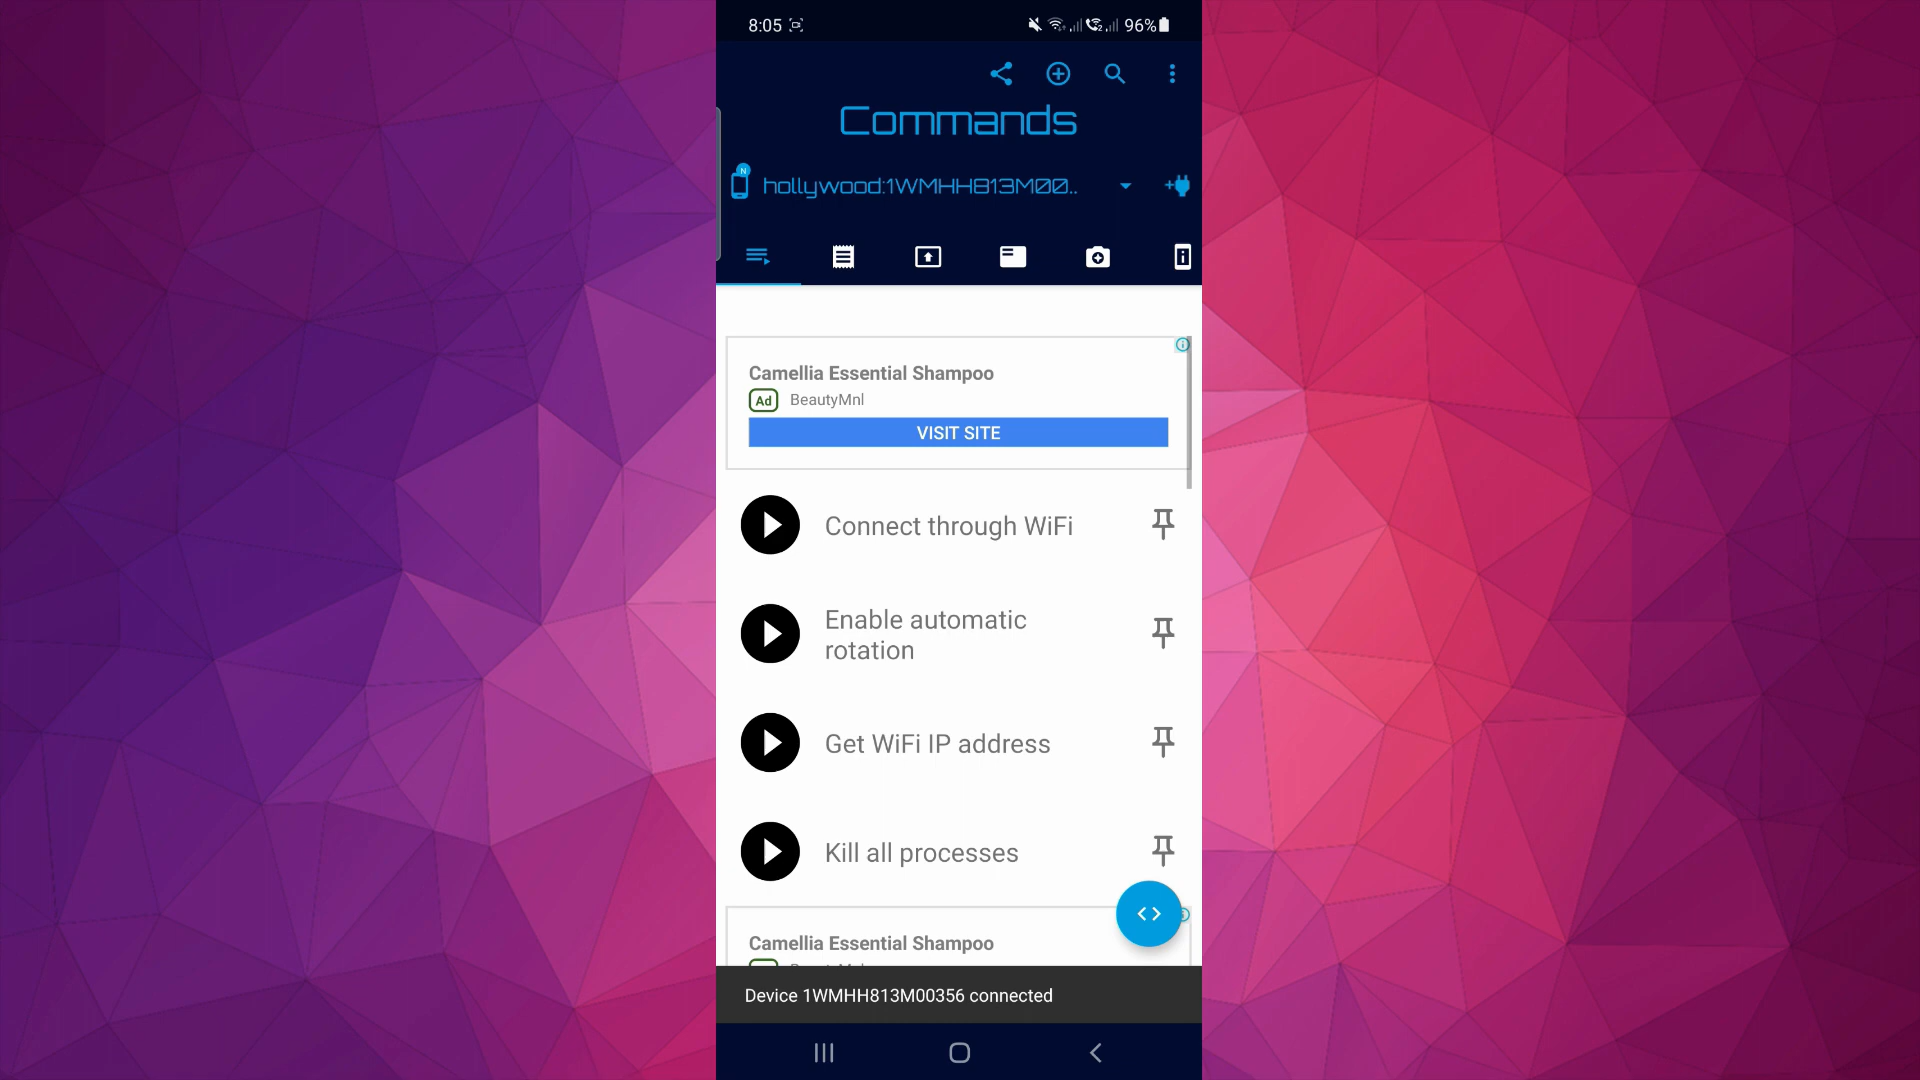 8:05
96%
Commands
N
hollywood:1WMHH813M00..
Camellia Essential Shampoo
Ad BeautyMnl
VISIT SITE
Connect through WiFi
Enable automatic
rotation
Get WiFi IP address
Kill all processes
Camellia Essential Shampoo
Device 1WMHH813M00356 connected